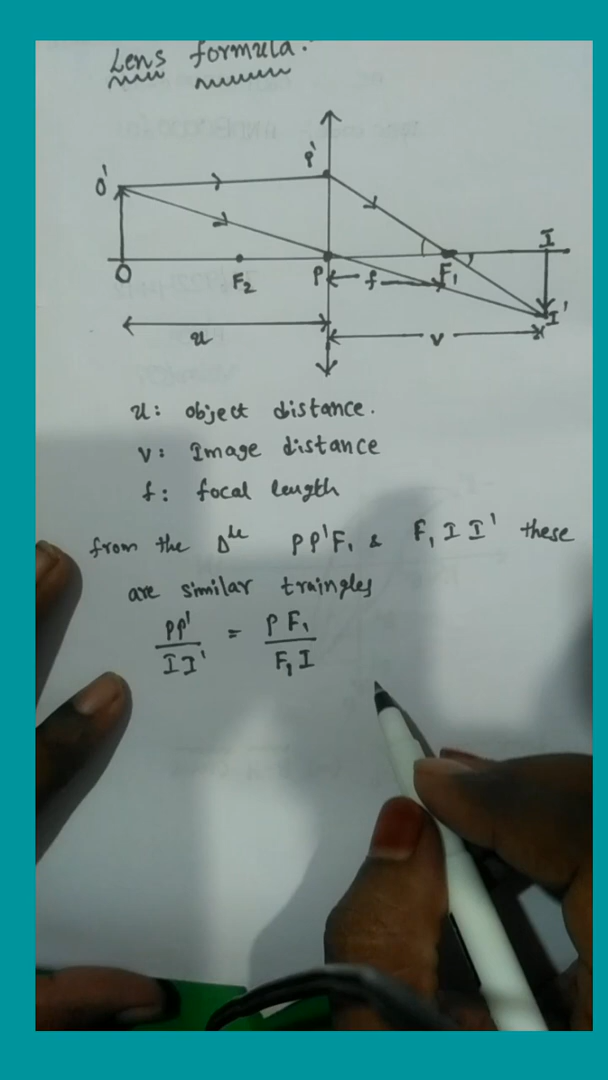 Lens formula.
P'
O'
I
O
F₂
P
f
F₁
I'
u
v
u: object distance.
v: Image distance
f: focal length
from the Δle PP'F₁ & F₁II' these
are similar traingles
PP' / II' = PF₁ / F₁I